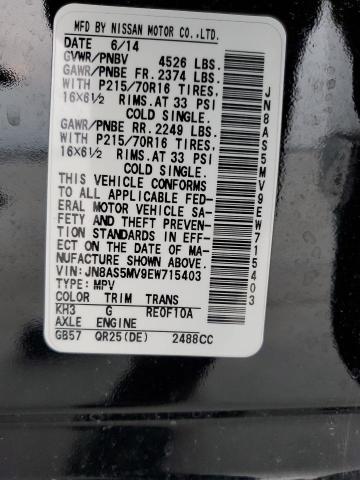 MFD BY NISSAN MOTOR CO.,LTD.
DATE 6/14
GVWR/PNBV 4526 LBS.
GAWR/PNBE FR. 2374 LBS.
WITH P215/70R16 TIRES,
16X6½ RIMS.AT 33 PSI
COLD SINGLE.
GAWR/PNBE RR. 2249 LBS.
WITH P215/70R16 TIRES,
16X6½ RIMS.AT 33 PSI
COLD SINGLE.
THIS VEHICLE CONFORMS
TO ALL APPLICABLE FED-
ERAL MOTOR VEHICLE SA-
FETY AND THEFT PREVEN-
TION STANDARDS IN EFF-
ECT ON THE DATE OF MA-
NUFACTURE SHOWN ABOVE.
VIN:JN8AS5MV9EW715403
TYPE: MPV
COLOR TRIM TRANS
KH3 G RE0F10A
AXLE ENGINE
GB57 QR25(DE) 2488CC
JN8AS5MV9EW715403